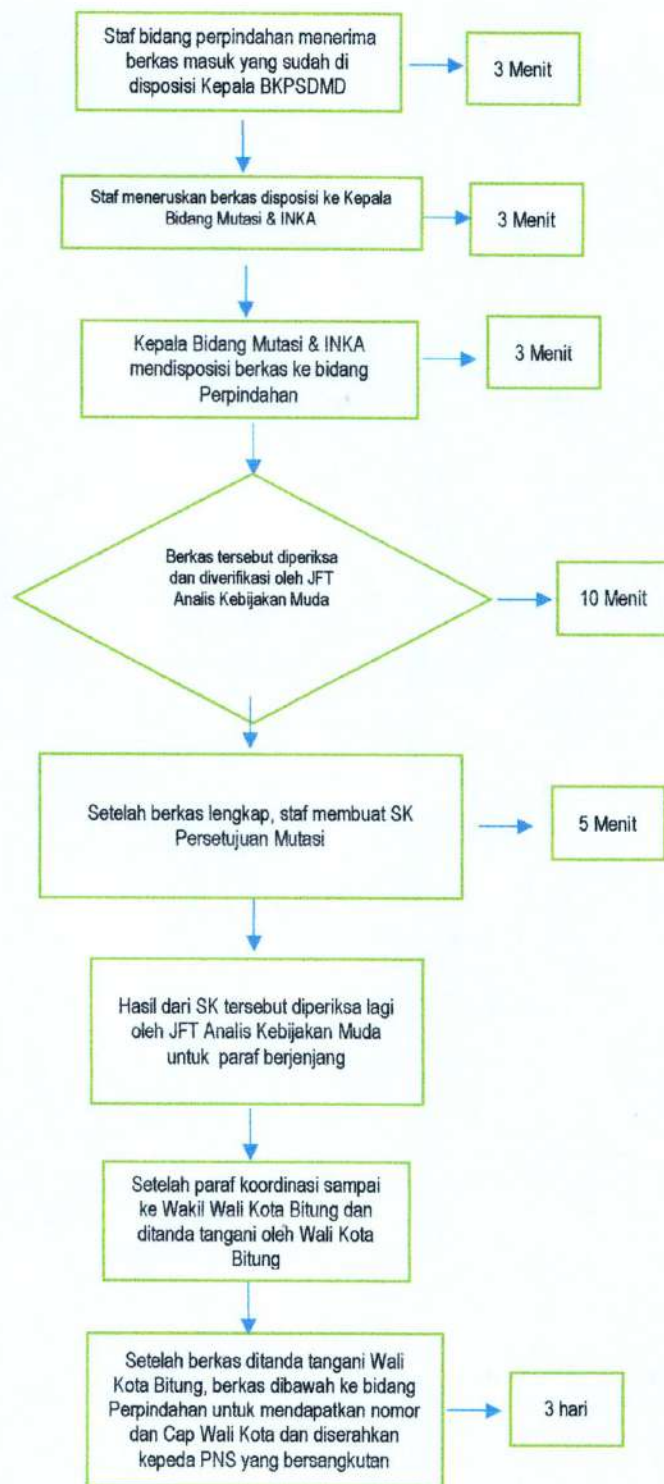 Staf bidang perpindahan menerima
berkas masuk yang sudah di
disposisi Kepala BKPSDMD
3 Menit
Staf meneruskan berkas disposisi ke Kepala
Bidang Mutasi & INKA
3 Menit
Kepala Bidang Mutasi & INKA
mendisposisi berkas ke bidang
Perpindahan
3 Menit
Berkas tersebut diperiksa
dan diverifikasi oleh JFT
Analis Kebijakan Muda
10 Menit
Setelah berkas lengkap, staf membuat SK
Persetujuan Mutasi
5 Menit
Hasil dari SK tersebut diperiksa lagi
oleh JFT Analis Kebijakan Muda
untuk paraf berjenjang
Setelah paraf koordinasi sampai
ke Wakil Wali Kota Bitung dan
ditanda tangani oleh Wali Kota
Bitung
Setelah berkas ditanda tangani Wali
Kota Bitung, berkas dibawah ke bidang
Perpindahan untuk mendapatkan nomor
dan Cap Wali Kota dan diserahkan
kepeda PNS yang bersangkutan
3 hari